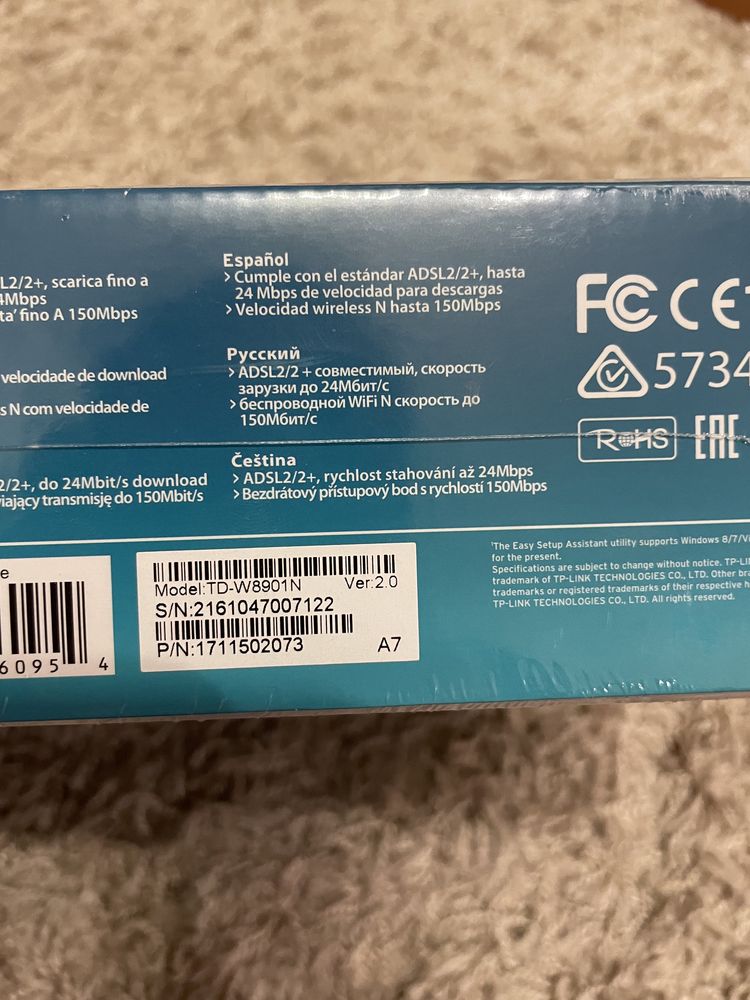 L2/2+, scarica fino a
4Mbps
ta' fino A 150Mbps
velocidade de download
s N com velocidade de
2/2+, do 24Mbit/s download
iający transmisję do 150Mbit/s
Español
> Cumple con el estándar ADSL2/2+, hasta
24 Mbps de velocidad para descargas
> Velocidad wireless N hasta 150Mbps
Русский
> ADSL2/2 + совместимый, скорость
зарузки до 24Мбит/с
> беспроводной WiFi N скорость до
150Мбит/с
Čeština
> ADSL2/2+, rychlost stahování až 24Mbps
> Bezdrátový přístupový bod s rychlostí 150Mbps
FC CE
5734
RoHS EAC
¹The Easy Setup Assistant utility supports Windows 8/7/Vi
for the present.
Specifications are subject to change without notice. TP-LI
trademark of TP-LINK TECHNOLOGIES CO., LTD. Other bra
trademarks or registered trademarks of their respective h
TP-LINK TECHNOLOGIES CO., LTD. All rights reserved.
e
6095 4
Model:TD-W8901N Ver:2.0
S/N:2161047007122
P/N:1711502073 A7